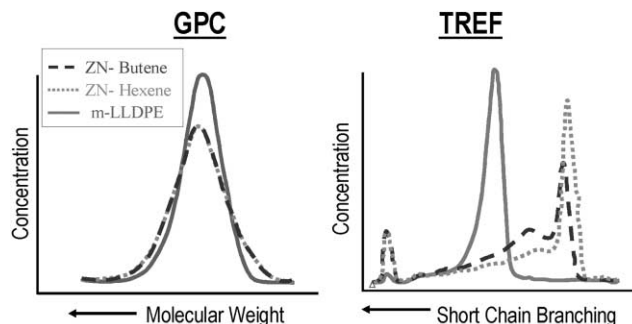 GPC
ZN- Butene
ZN- Hexene
m-LLDPE
Concentration
Molecular Weight
TREF
Concentration
Short Chain Branching